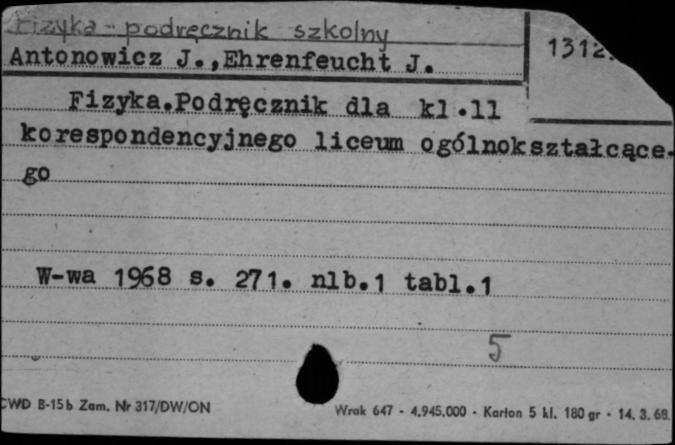 Fizyka - podręcznik szkolny
1312.
Antonowicz J.,Ehrenfeucht J.
Fizyka.Podręcznik dla kl.ll
korespondencyjnego liceum ogólnokształcące-
go
W-wa 1968 s. 271. nlb.1 tabl.1
5
CWD B-15b Zam. Nr 317/DW/ON
Wrak 647 - 4.945.000 - Karton 5 kl. 180 gr - 14. 3. 68.